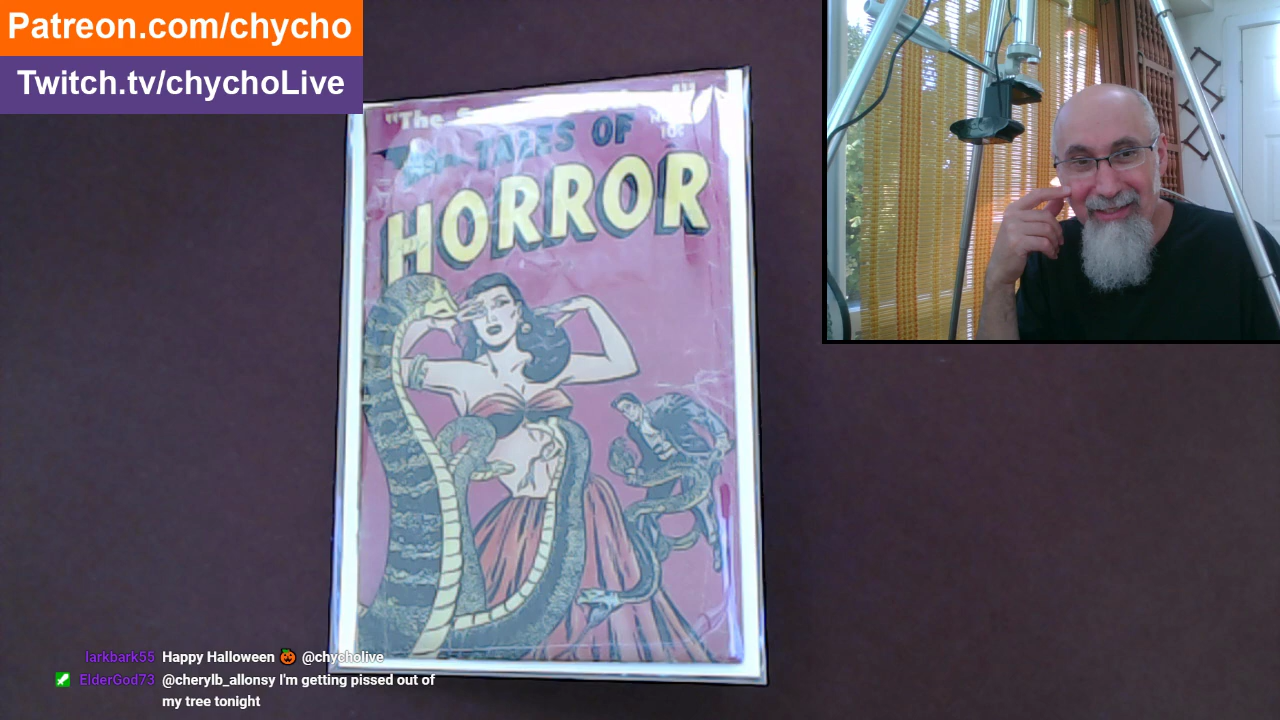 Patreon.com/chycho
Twitch.tv/chychoLive
"The
TALES OF
10¢
HORROR
larkbark55 Happy Halloween 🎃 @chycholive
ElderGod73 @cherylb_allonsy I'm getting pissed out of
my tree tonight